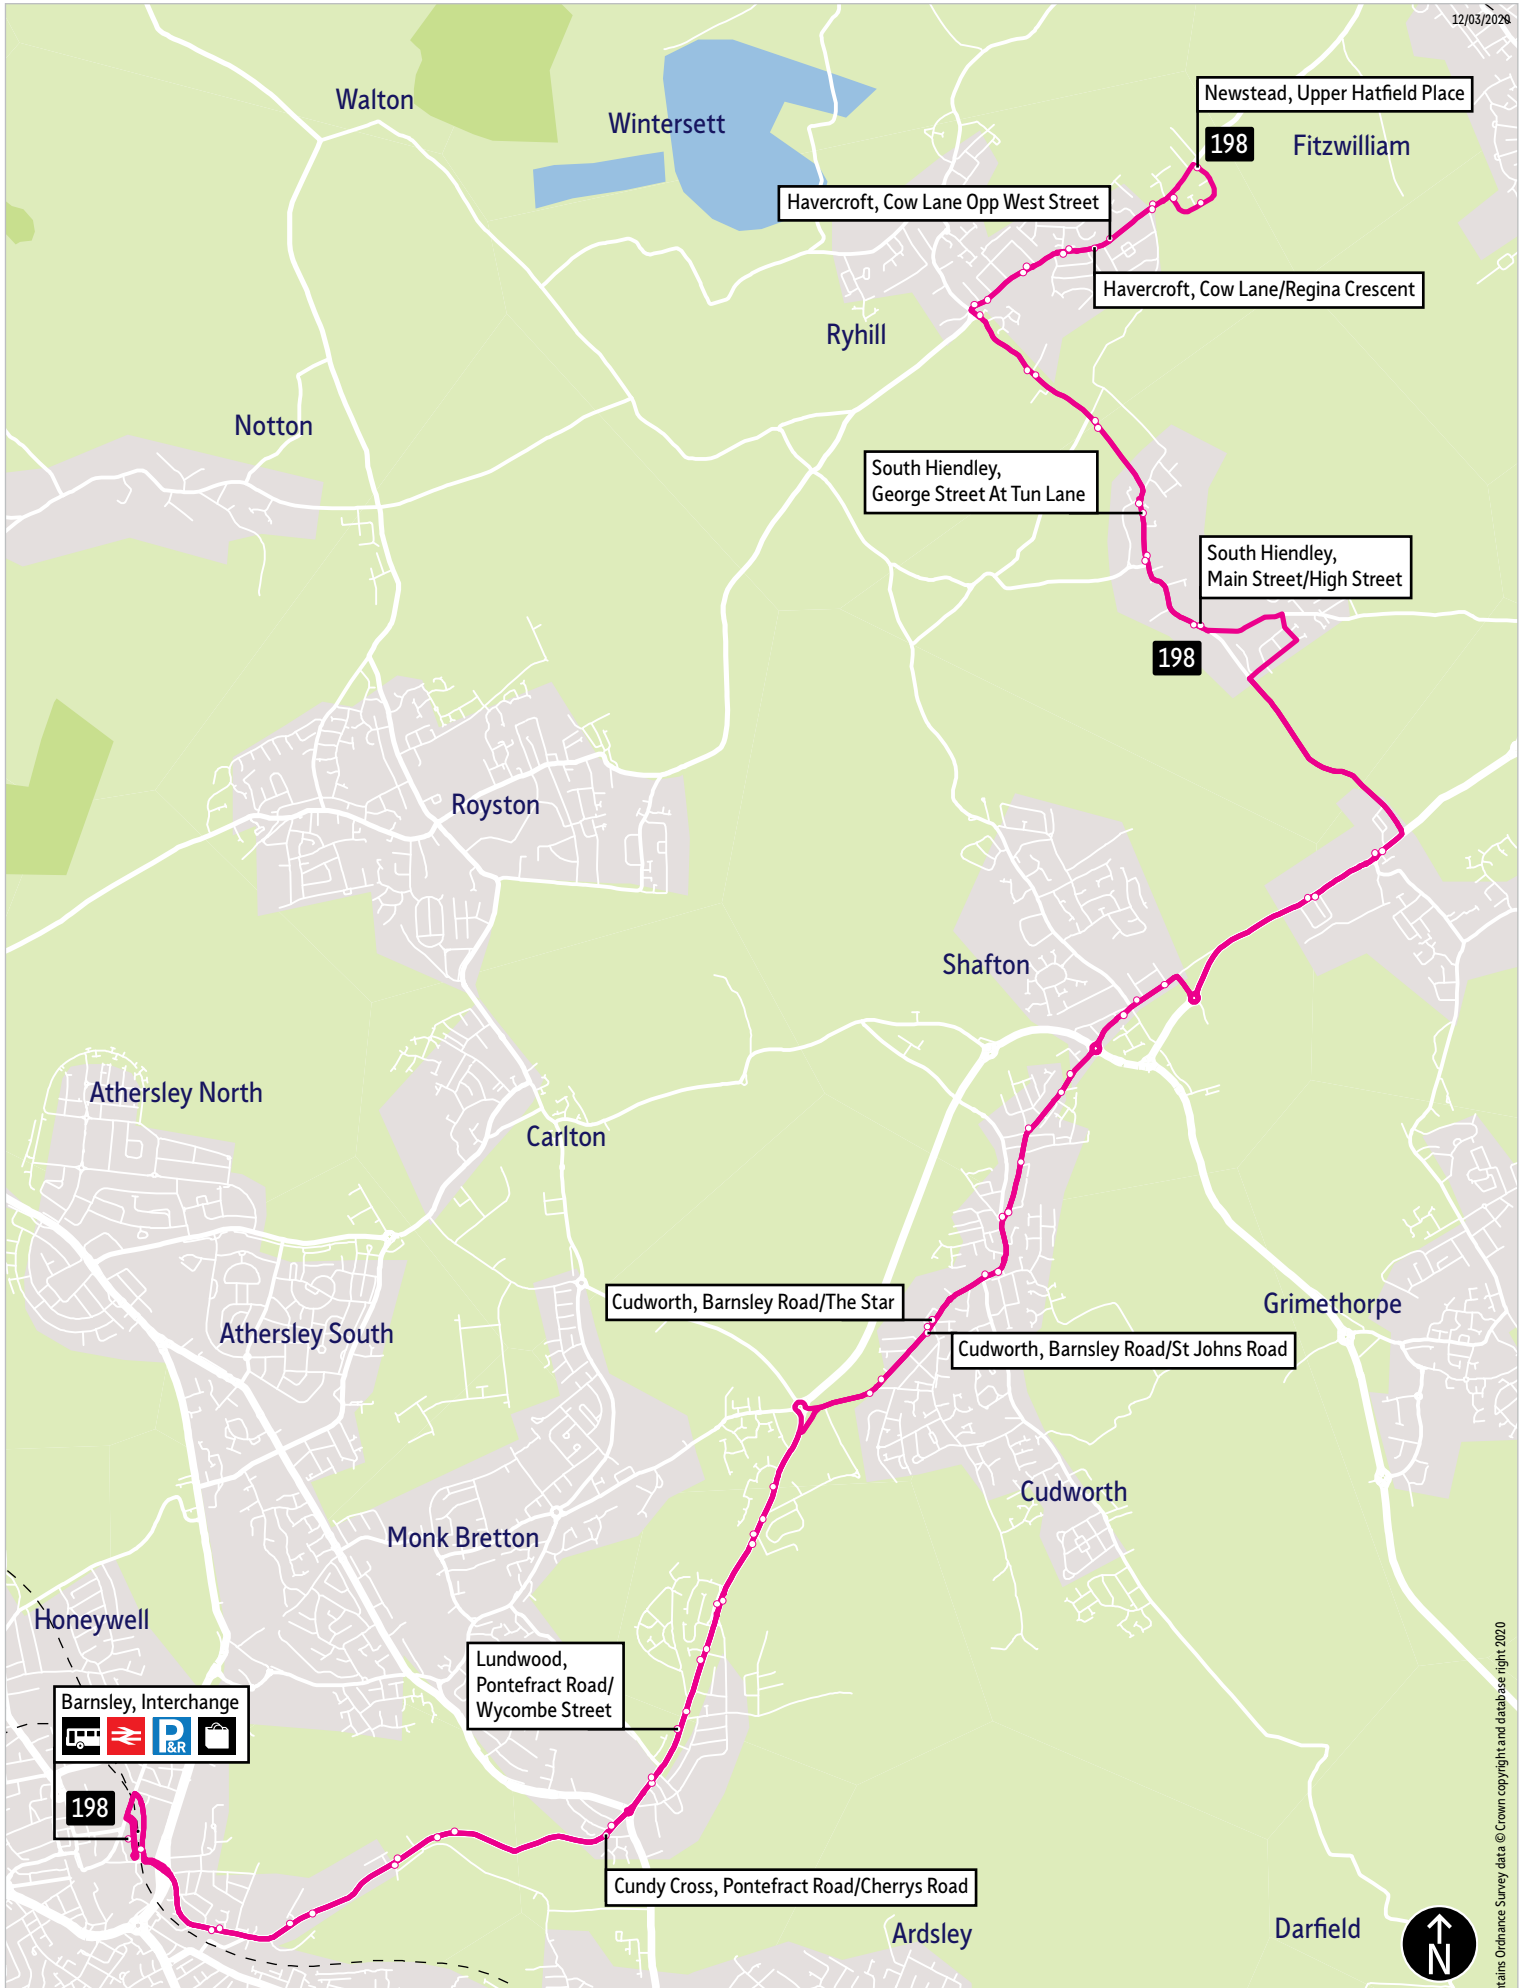 12/03/2020
Walton
Wintersett
Newstead, Upper Hatfield Place
198
Fitzwilliam
Havercroft, Cow Lane Opp West Street
Havercroft, Cow Lane/Regina Crescent
Ryhill
Notton
South Hiendley,
George Street At Tun Lane
South Hiendley,
Main Street/High Street
198
Royston
Shafton
Athersley North
Carlton
Cudworth, Barnsley Road/The Star
Grimethorpe
Athersley South
Cudworth, Barnsley Road/St Johns Road
Cudworth
Monk Bretton
Honeywell
Lundwood,
Pontefract Road/
Wycombe Street
Barnsley, Interchange
P
&R
198
Cundy Cross, Pontefract Road/Cherrys Road
Ardsley
Darfield
N
Ordnance Survey data © Crown copyright and database right 2020